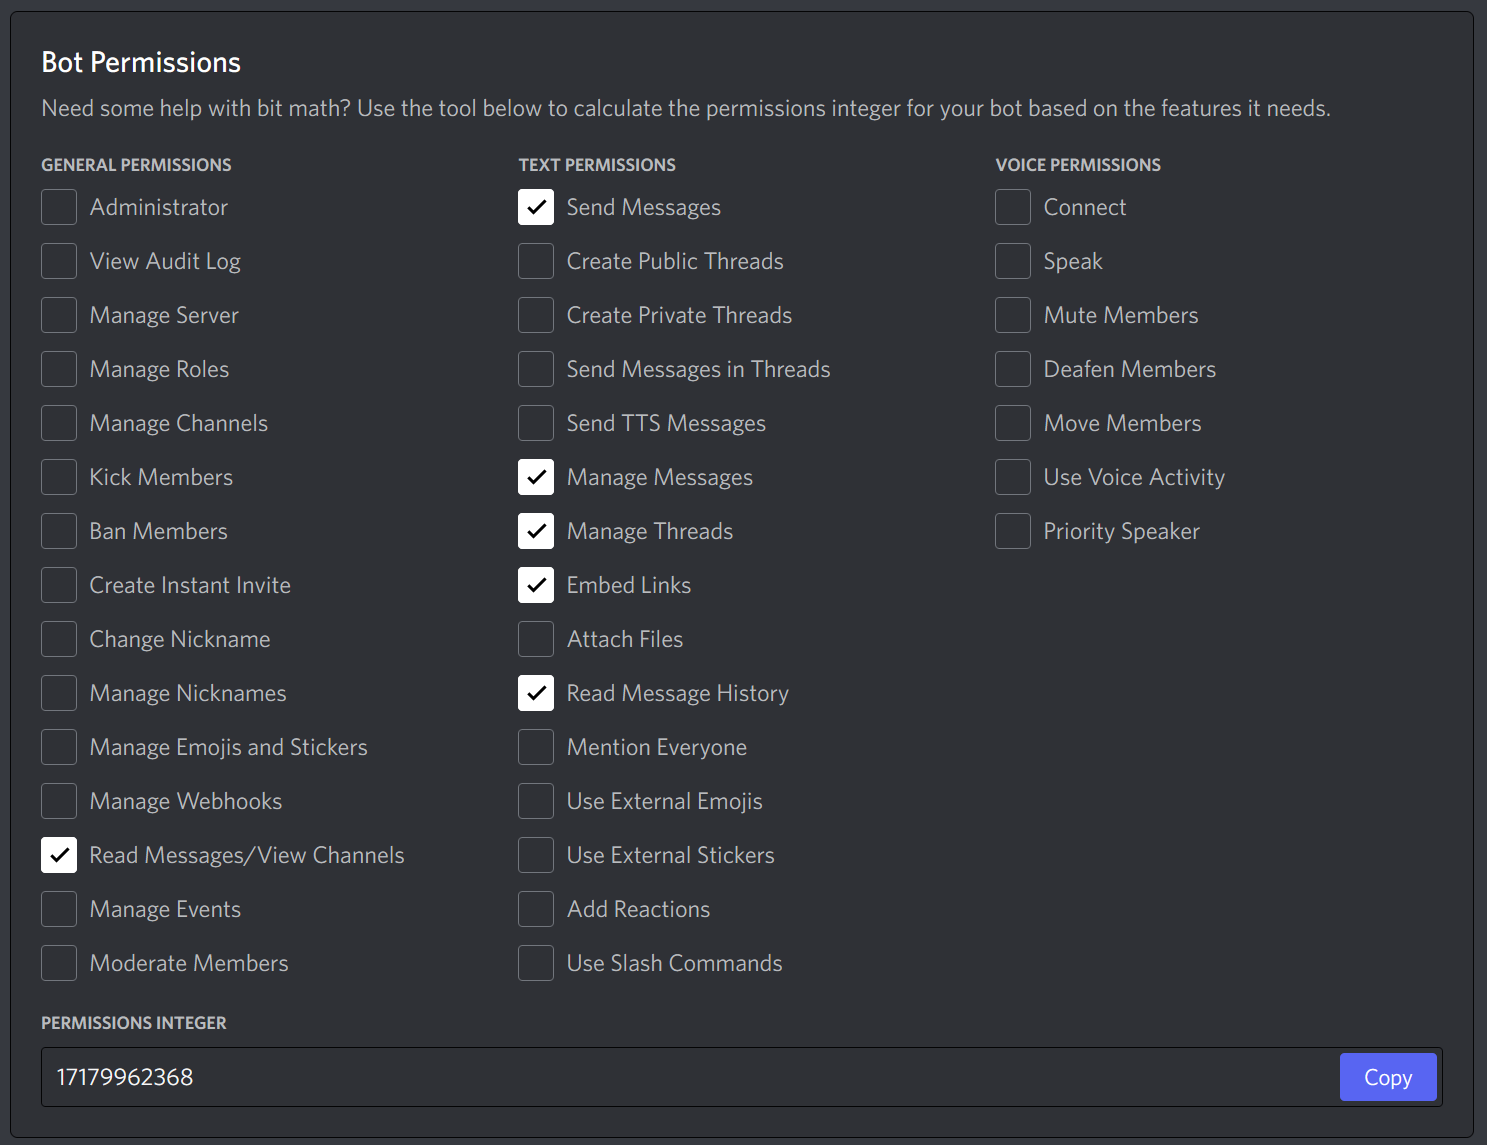 Bot Permissions
Need some help with bit math? Use the tool below to calculate the permissions integer for your bot based on the features it needs.
GENERAL PERMISSIONS
Administrator
View Audit Log
Manage Server
Manage Roles
Manage Channels
Kick Members
Ban Members
Create Instant Invite
Change Nickname
Manage Nicknames
Manage Emojis and Stickers
Manage Webhooks
Read Messages/View Channels
Manage Events
Moderate Members
TEXT PERMISSIONS
Send Messages
Create Public Threads
Create Private Threads
Send Messages in Threads
Send TTS Messages
Manage Messages
Manage Threads
Embed Links
Attach Files
Read Message History
Mention Everyone
Use External Emojis
Use External Stickers
Add Reactions
Use Slash Commands
VOICE PERMISSIONS
Connect
Speak
Mute Members
Deafen Members
Move Members
Use Voice Activity
Priority Speaker
PERMISSIONS INTEGER
17179962368
Copy